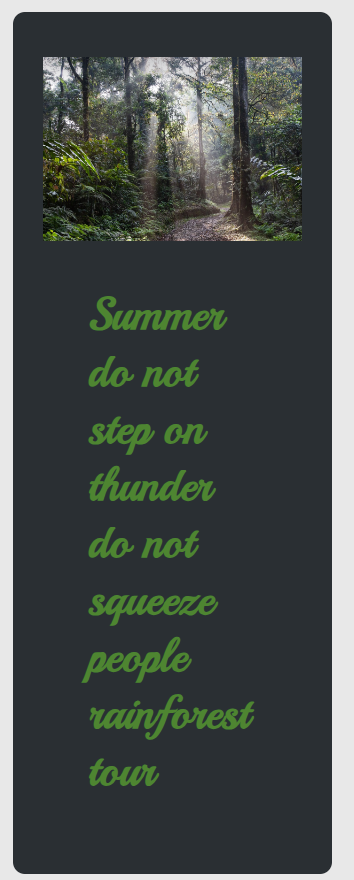 Summer
do not
step on
thunder
do not
squeeze
people
rainforest
tour